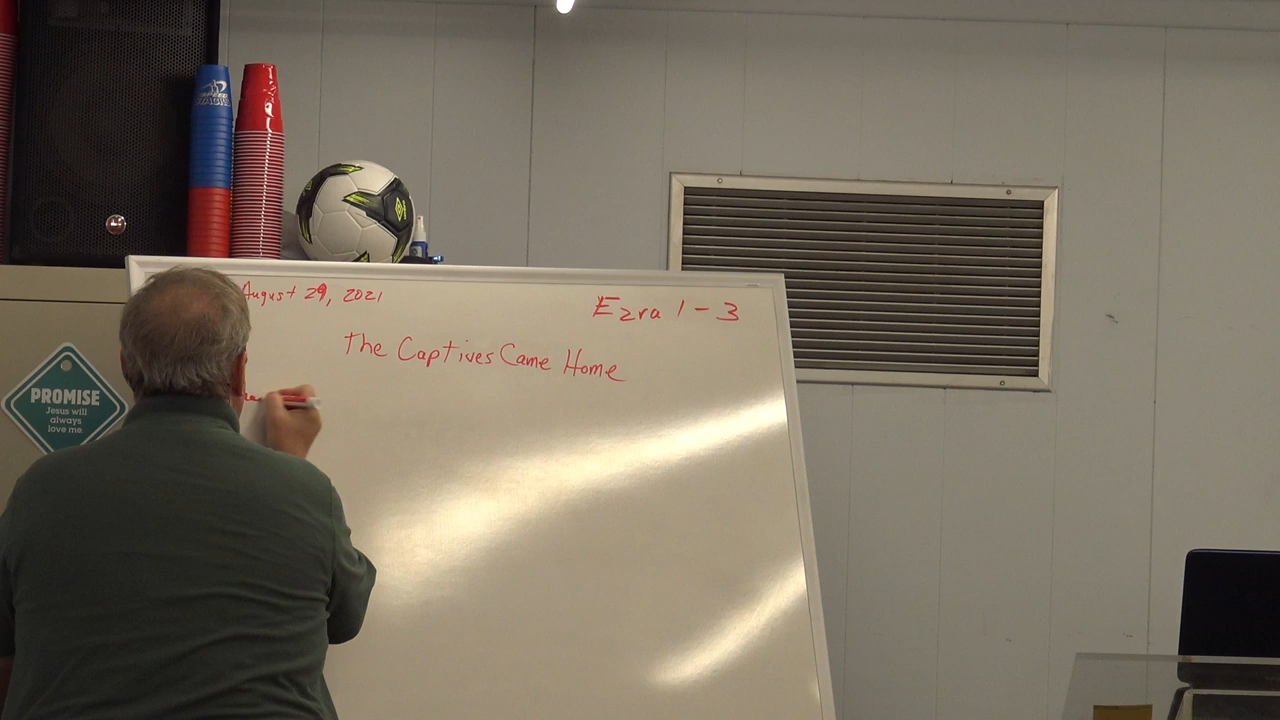 August 29, 2021
Ezra 1-3
The Captives Came Home
PROMISE
Jesus will
always
love me.